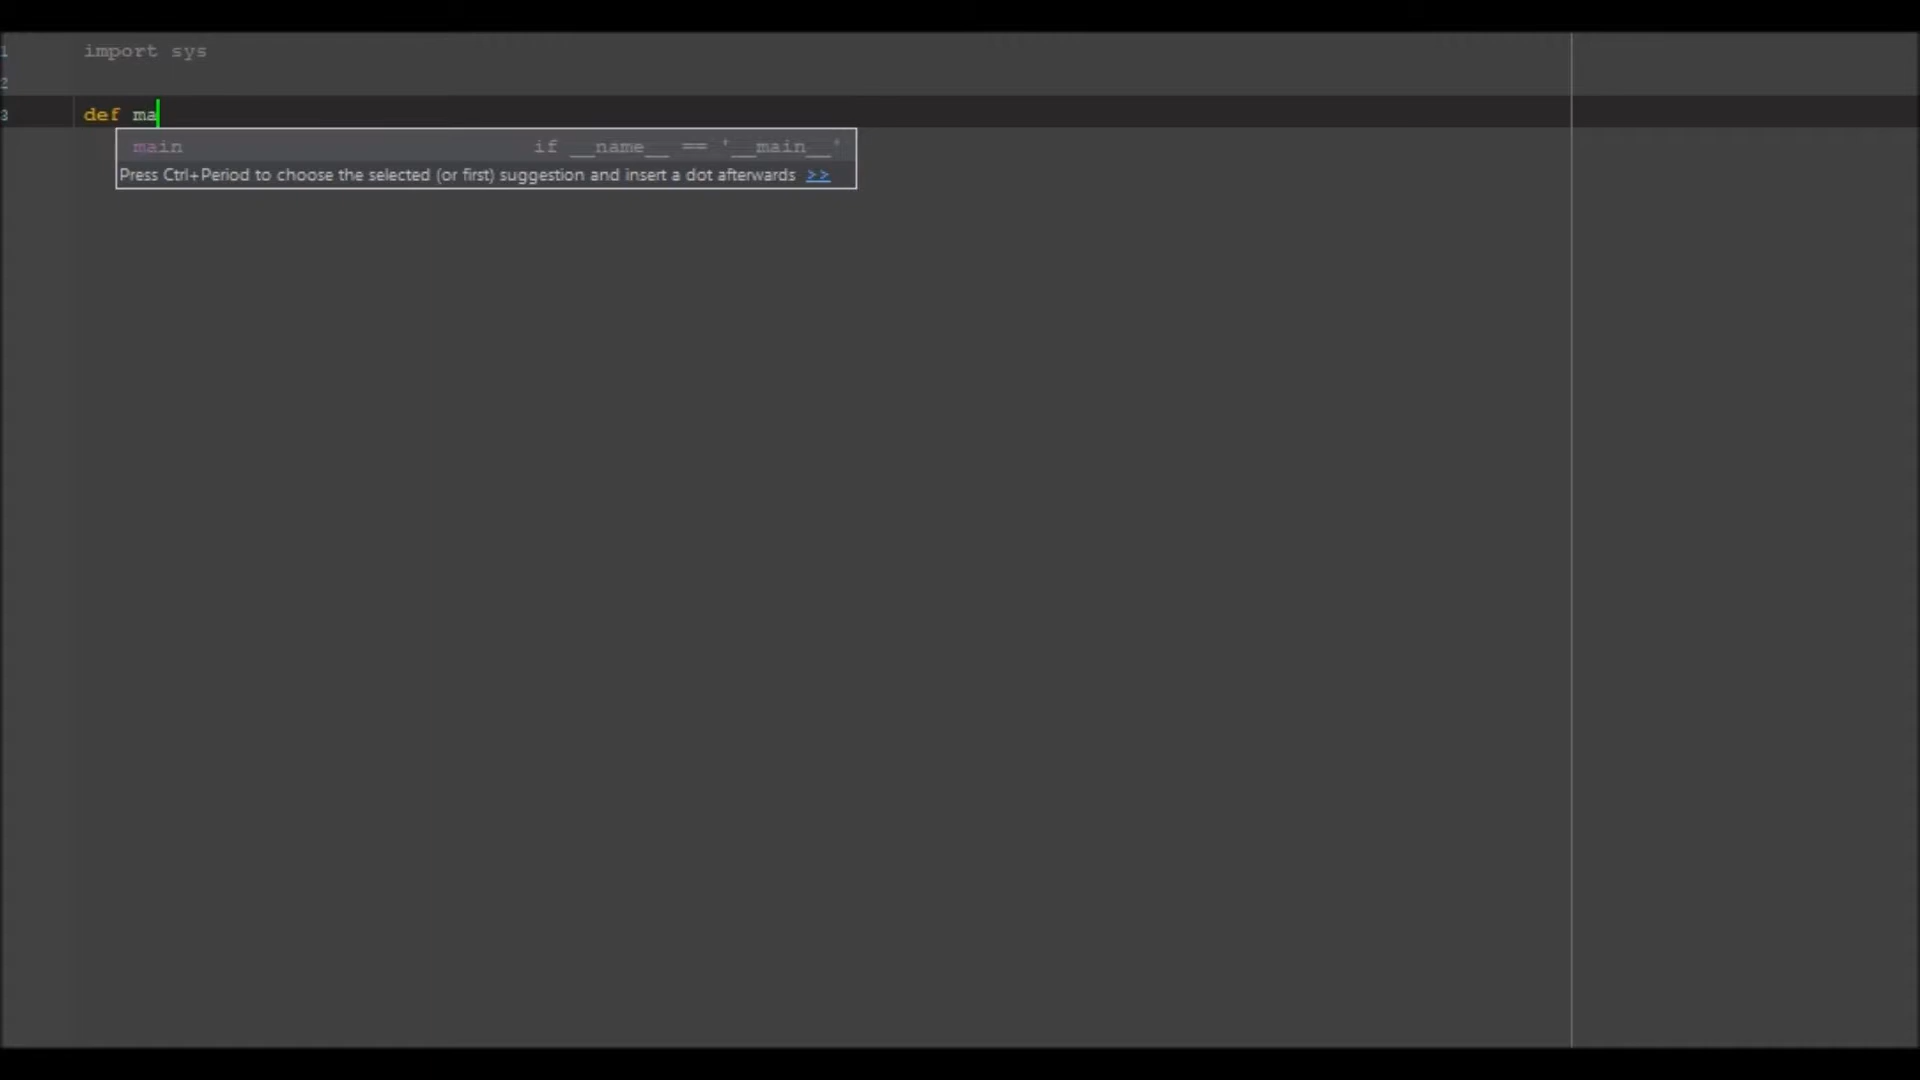 1 import sys
2
3 def ma
main if __name__ == '__main__'
Press Ctrl+Period to choose the selected (or first) suggestion and insert a dot afterwards >>